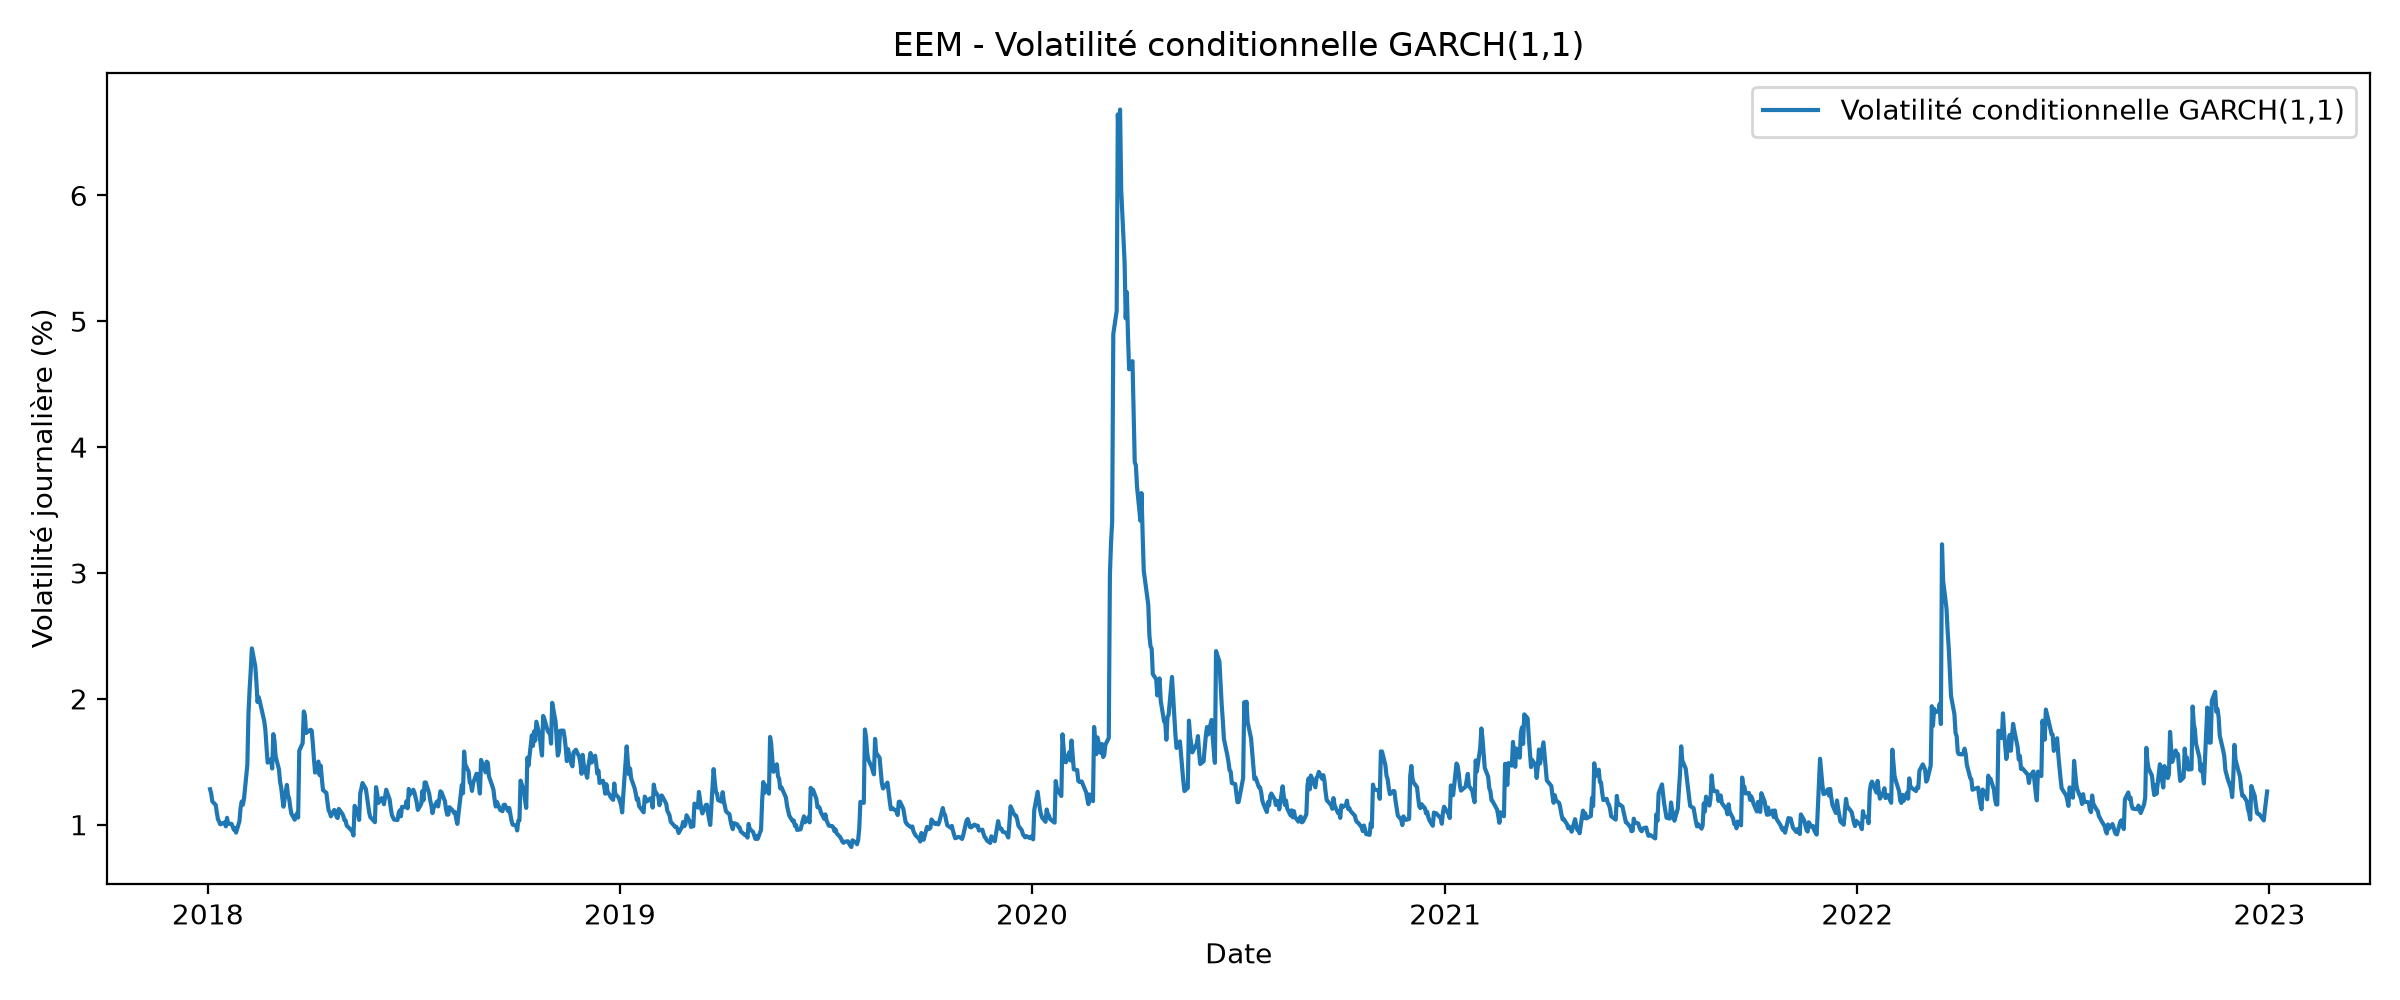 EEM - Volatilité conditionnelle GARCH(1,1)
Volatilité conditionnelle GARCH(1,1)
Volatilité journalière (%)
6
5
4
3
2
1
2018 2019 2020 2021 2022 2023
Date